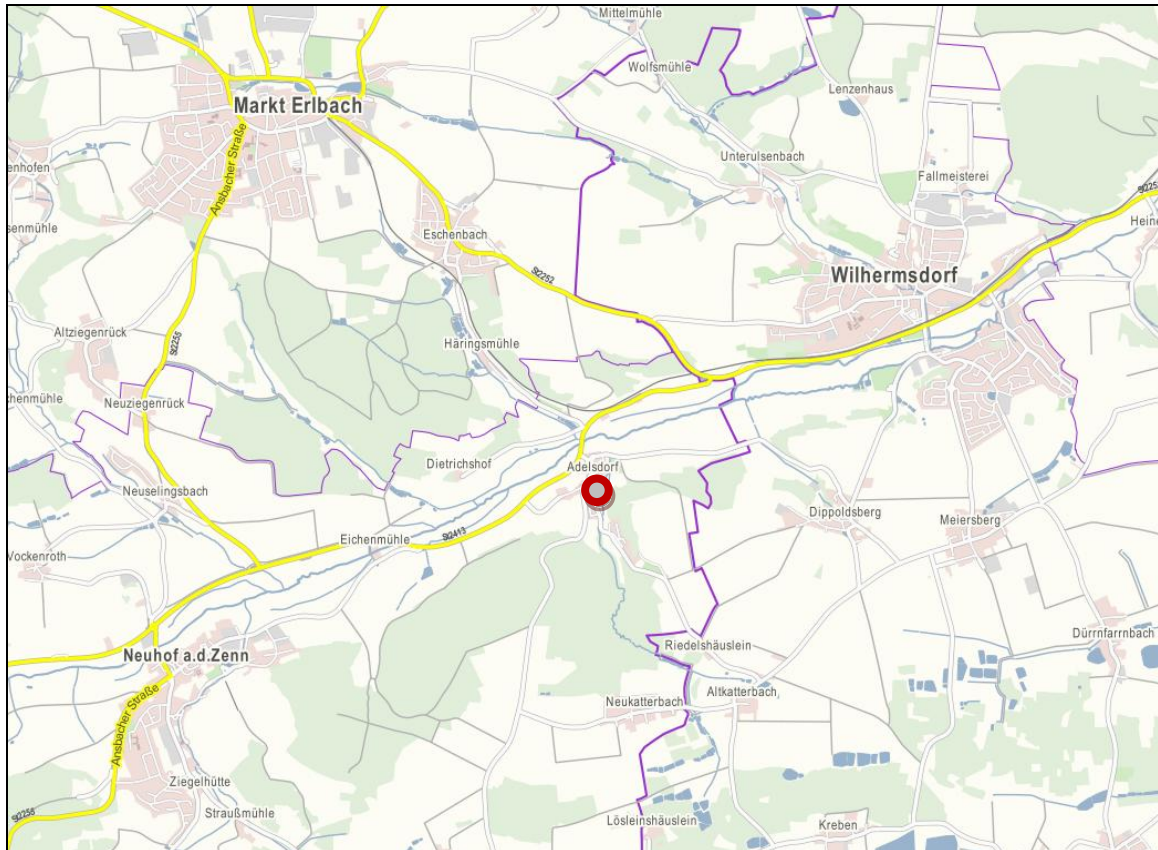 Mittelmühle
Wolfsmühle
Lenzenhaus
Markt Erlbach
Ansbacher Straße
Unterulsenbach
Fallmeisterei
enhofen
senmühle
Eschenbach
St2252
St225
Heine
Wilhermsdorf
Altziegenrück
St2255
Häringsmühle
chenmühle
Neuziegenrück
Dietrichshof
Adelsdorf
Neuselingsbach
Dippoldsberg
Meiersberg
Eichenmühle
St2413
Vockenroth
Neuhof a.d.Zenn
Riedelshäuslein
Dürrnfarrnbach
Ansbacher Straße
Neukatterbach
Altkatterbach
Ziegelhütte
Straußmühle
St2255
Lösleinshäuslein
Kreben